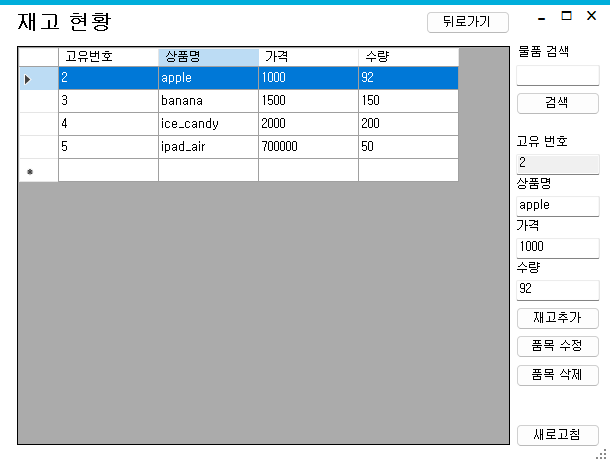 재고 현황
뒤로가기
고유번호 상품명 가격 수량
2 apple 1000 92
3 banana 1500 150
4 ice_candy 2000 200
5 ipad_air 700000 50
물품 검색
검색
고유 번호
2
상품명
apple
가격
1000
수량
92
재고추가
품목 수정
품목 삭제
새로고침